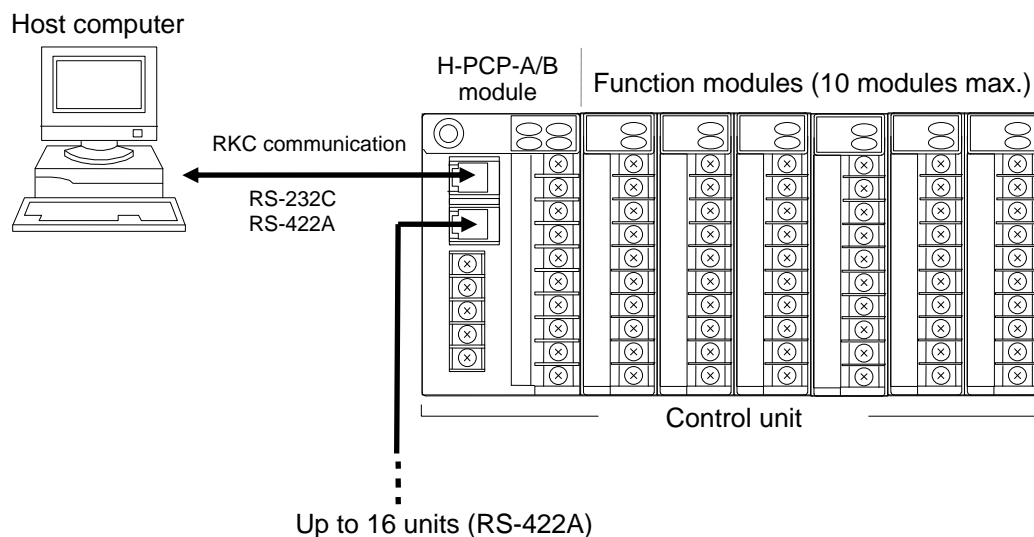 Host computer
H-PCP-A/B
module
Function modules (10 modules max.)
RKC communication
RS-232C
RS-422A
Control unit
Up to 16 units (RS-422A)